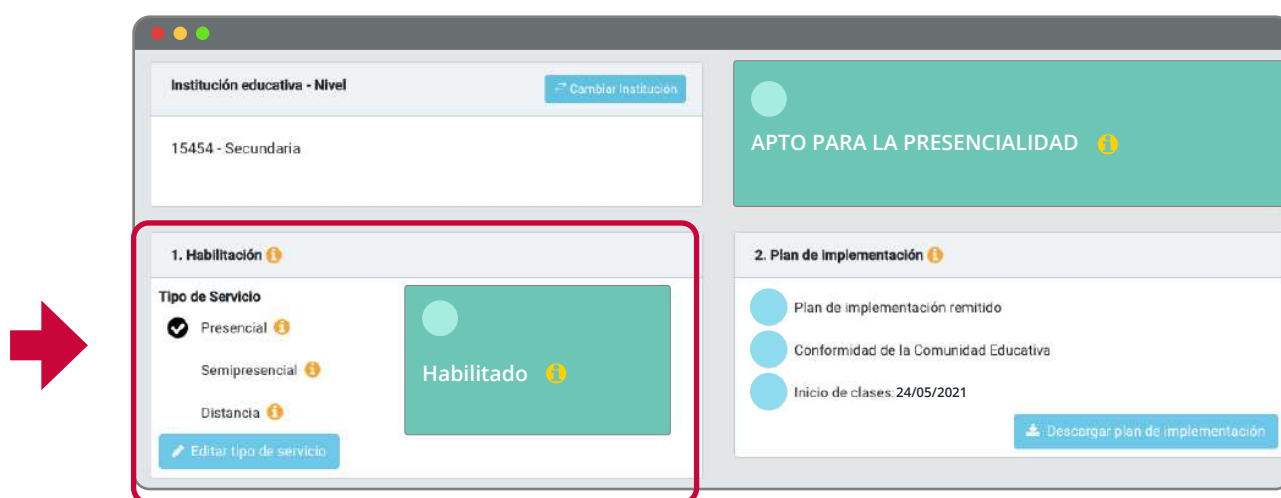 Institución educativa - Nivel
Cambiar Institución
15454 - Secundaria
APTO PARA LA PRESENCIALIDAD
1. Habilitación
Tipo de Servicio
Presencial
Semipresencial
Distancia
Editar tipo de servicio
Habilitado
2. Plan de implementación
Plan de implementación remitido
Conformidad de la Comunidad Educativa
Inicio de clases: 24/05/2021
Descargar plan de implementación